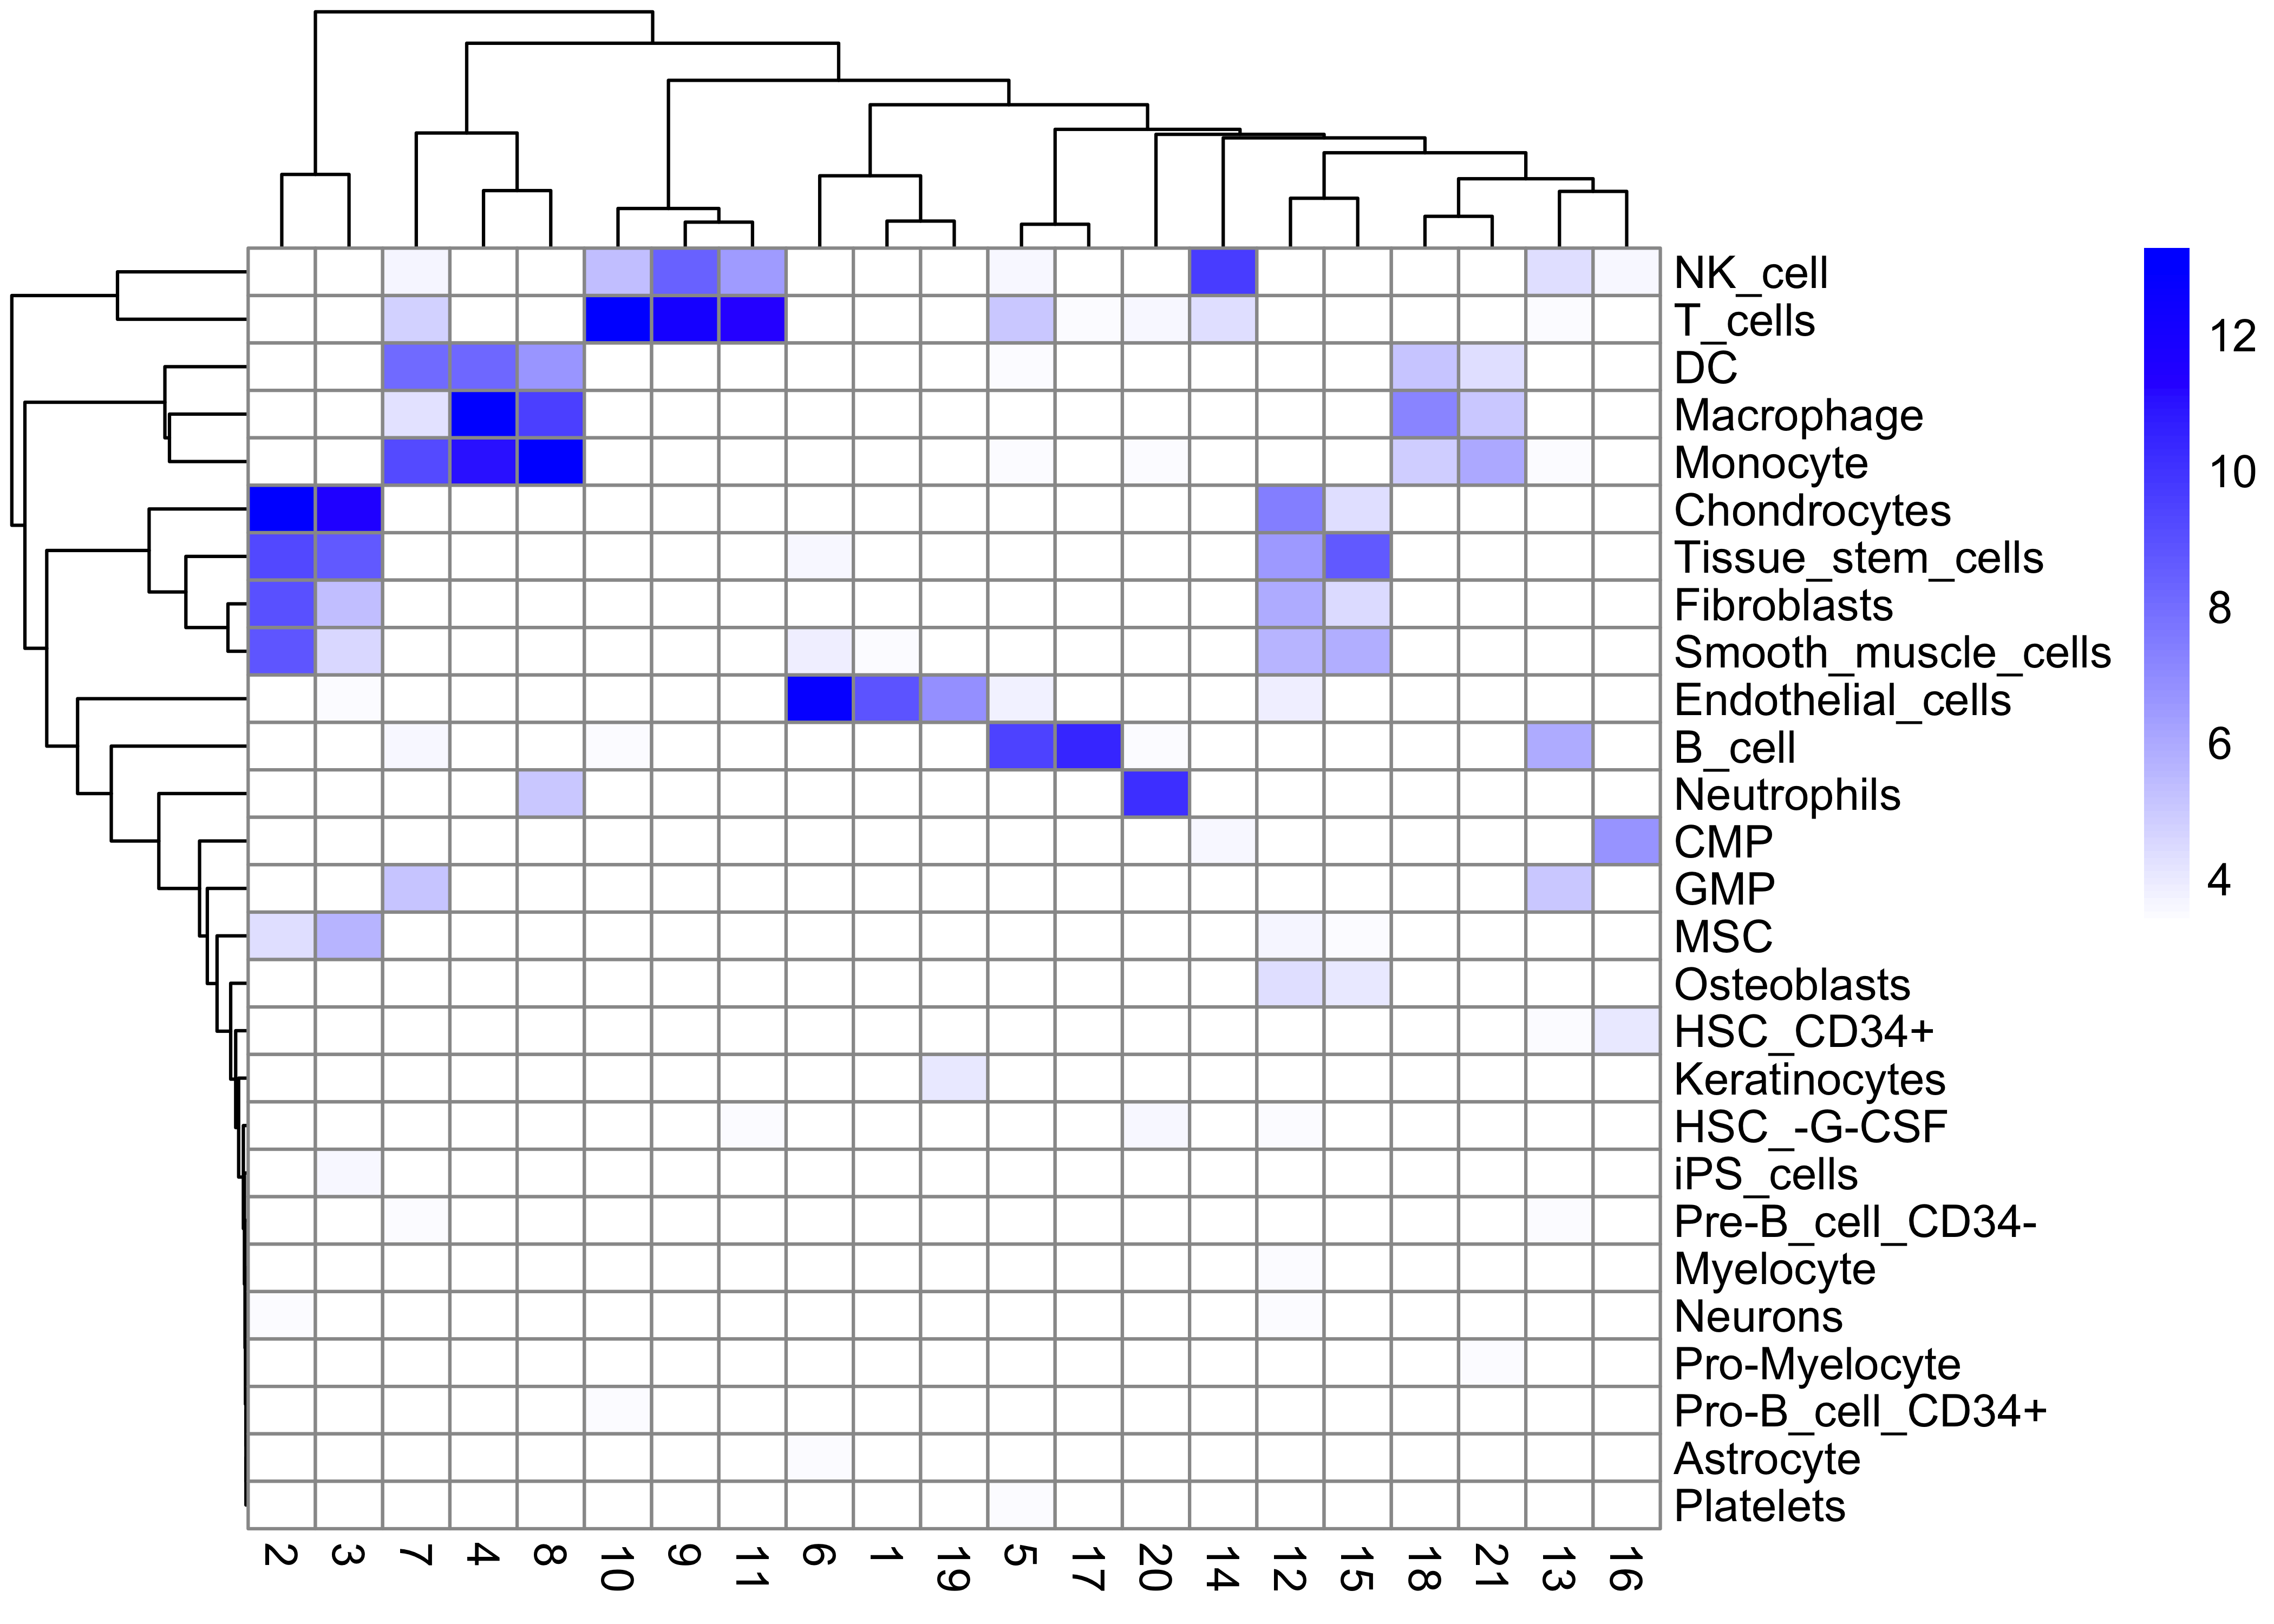 NK_cell
T_cells
DC
Macrophage
Monocyte
Chondrocytes
Tissue_stem_cells
Fibroblasts
Smooth_muscle_cells
Endothelial_cells
B_cell
Neutrophils
CMP
GMP
MSC
Osteoblasts
HSC_CD34+
Keratinocytes
HSC_-G-CSF
iPS_cells
Pre-B_cell_CD34-
Myelocyte
Neurons
Pro-Myelocyte
Pro-B_cell_CD34+
Astrocyte
Platelets
12
10
8
6
4
2 3 7 4 8 10 9 11 6 1 19 5 17 20 14 12 15 18 21 13 16